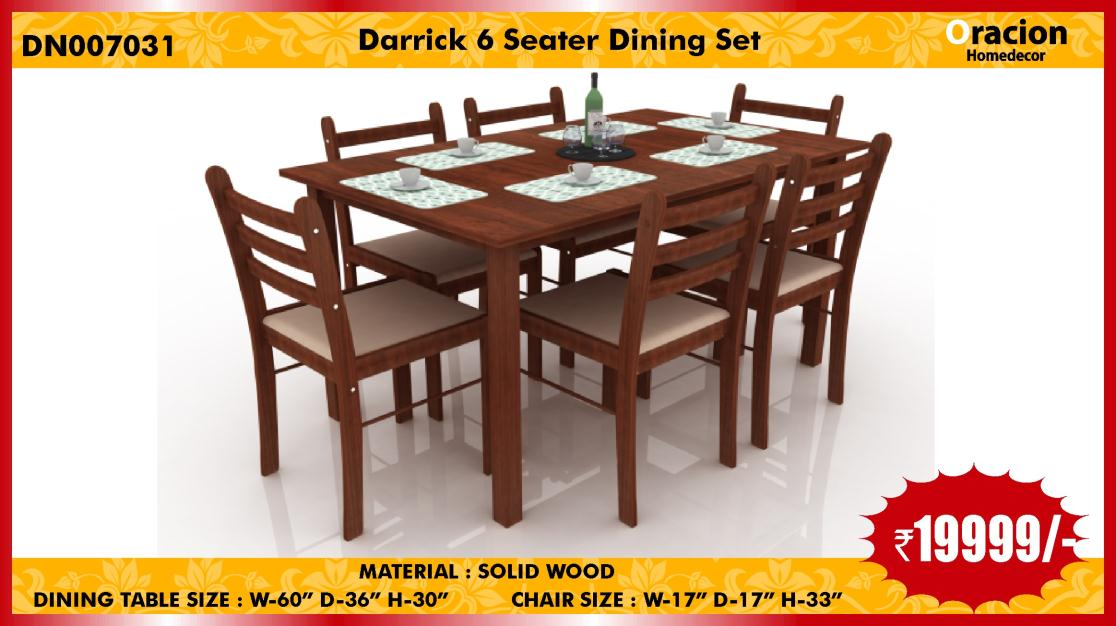 DN007031
Darrick 6 Seater Dining Set
Oracion
Homedecor
₹19999/-
MATERIAL : SOLID WOOD
DINING TABLE SIZE : W-60” D-36” H-30”
CHAIR SIZE : W-17” D-17” H-33”